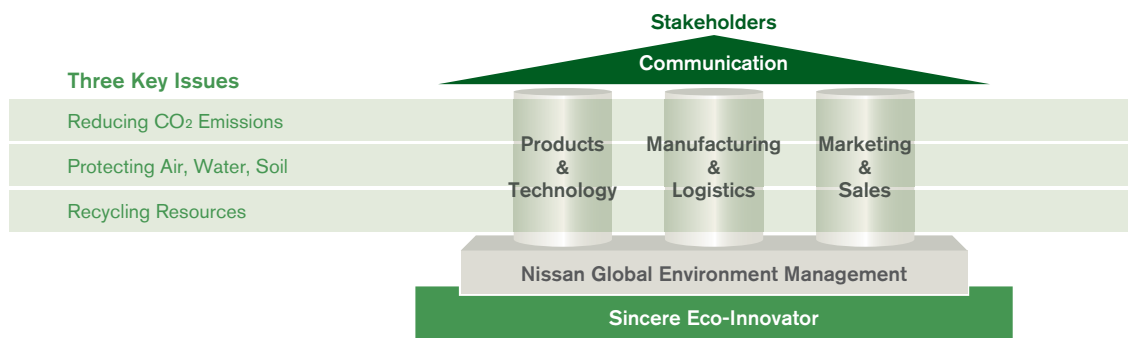 Stakeholders
Communication
Three Key Issues
Reducing CO₂ Emissions
Protecting Air, Water, Soil
Recycling Resources
Products
&
Technology
Manufacturing
&
Logistics
Marketing
&
Sales
Nissan Global Environment Management
Sincere Eco-Innovator